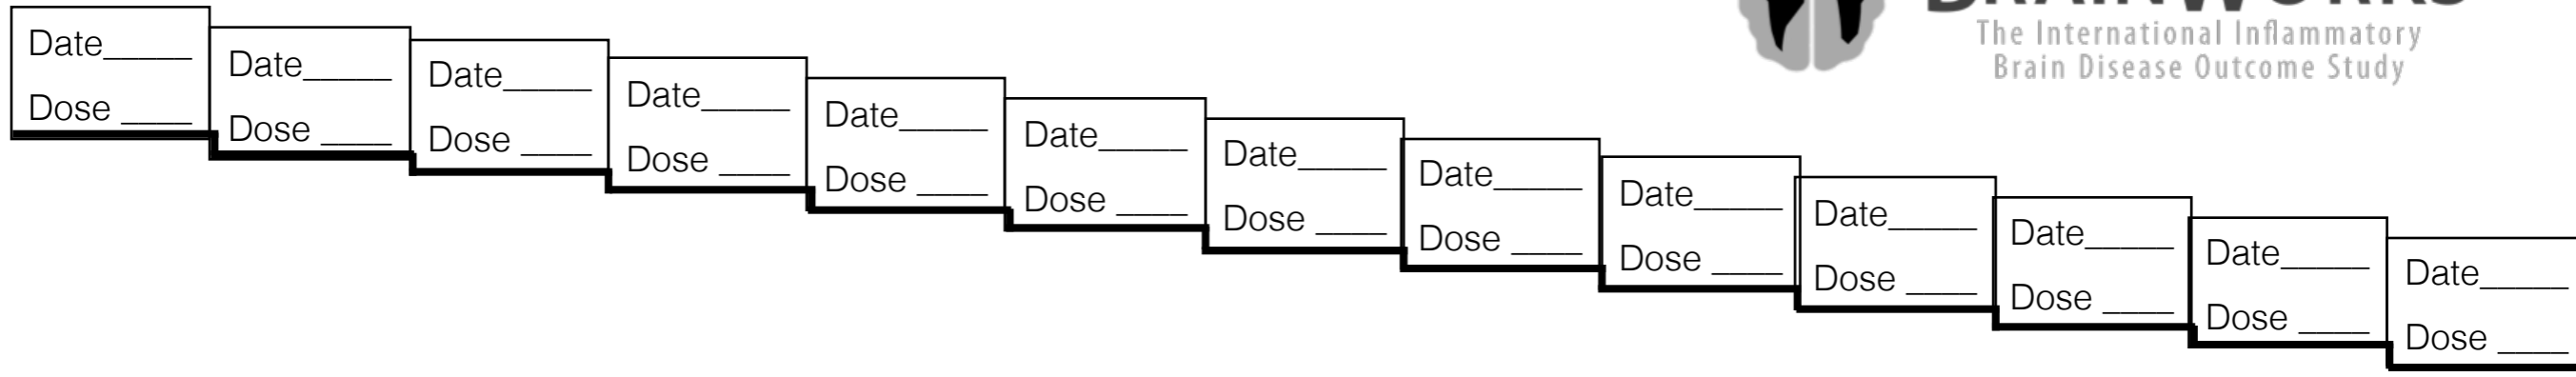 BRAINWORKS
The International Inflammatory
Brain Disease Outcome Study
Date_____
Dose ____
Date_____
Dose ____
Date_____
Dose ____
Date_____
Dose ____
Date_____
Dose ____
Date_____
Dose ____
Date_____
Dose ____
Date_____
Dose ____
Date_____
Dose ____
Date_____
Dose ____
Date_____
Dose ____
Date_____
Dose ____
Date_____
Dose ____